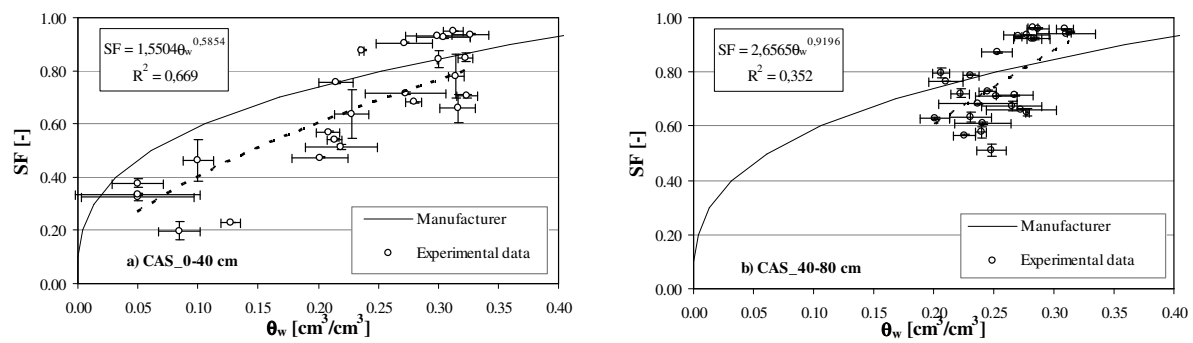 SF = 1,5504θw^0,5854
R² = 0,669
1.00
0.80
0.60
0.40
0.20
0.00
SF [-]
Manufacturer
Experimental data
a) CAS_0-40 cm
0.00 0.05 0.10 0.15 0.20 0.25 0.30 0.35 0.40
θw [cm³/cm³]
SF = 2,6565θw^0,9196
R² = 0,352
1.00
0.80
0.60
0.40
0.20
0.00
SF [-]
Manufacturer
Experimental data
b) CAS_40-80 cm
0.00 0.05 0.10 0.15 0.20 0.25 0.30 0.35 0.40
θw [cm³/cm³]